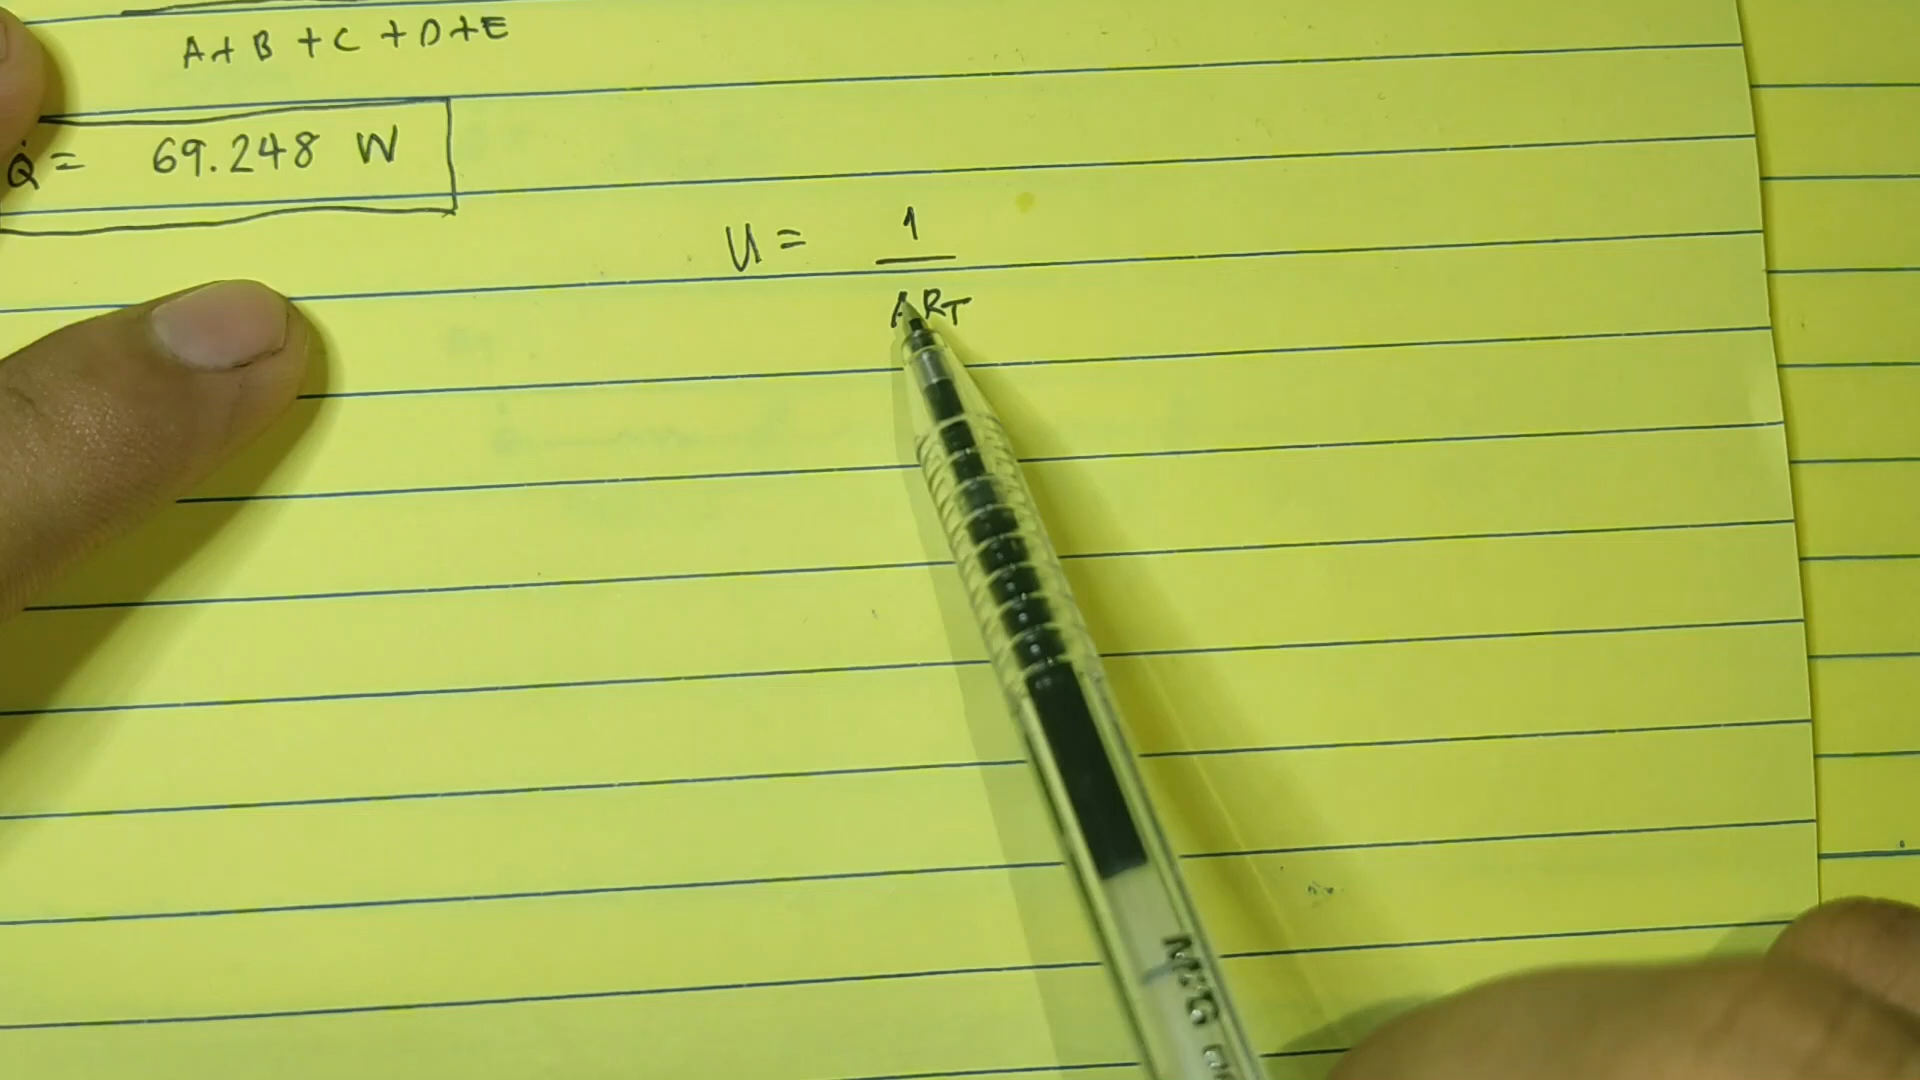 A+B+C+D+E
Q̇ = 69.248 W
U = 1
ART
M&G